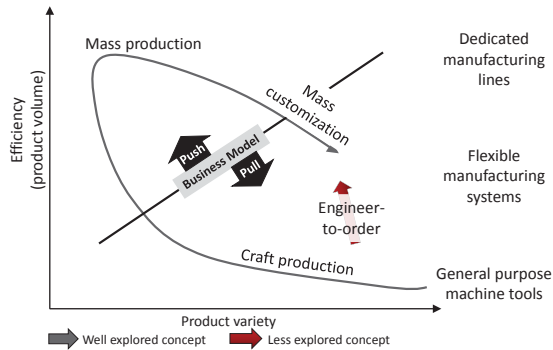 Mass production
Dedicated
manufacturing
lines
Efficiency
(product volume)
Mass
customization
Push
Business Model
Pull
Flexible
manufacturing
systems
Engineer-
to-order
Craft production
General purpose
machine tools
Product variety
Well explored concept
Less explored concept